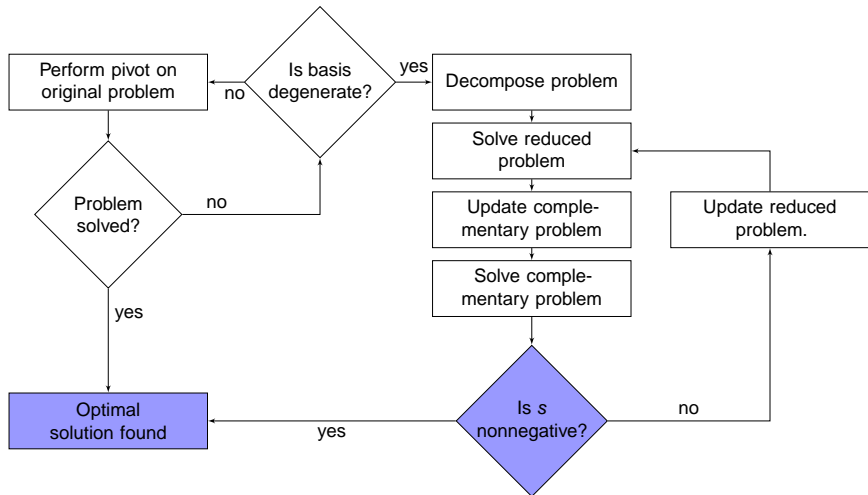 Perform pivot on
original problem
no
Is basis
degenerate?
yes
Decompose problem
Solve reduced
problem
Problem
solved?
no
Update comple-
mentary problem
Update reduced
problem.
Solve comple-
mentary problem
yes
Optimal
solution found
yes
Is s
nonnegative?
no